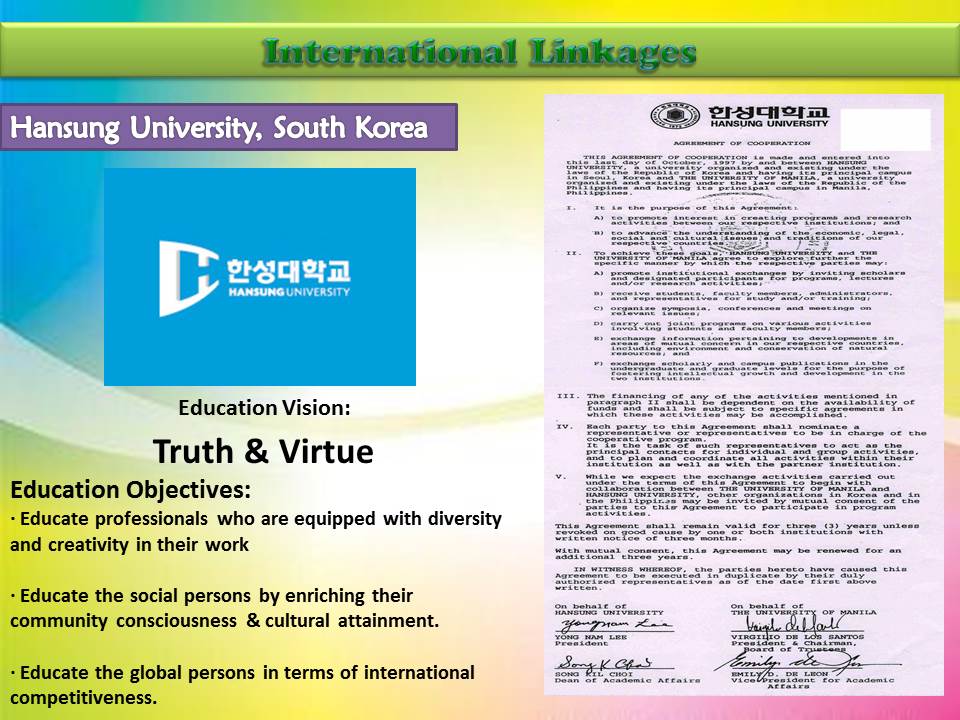 International Linkages
Hansung University, South Korea
한성대학교
HANSUNG UNIVERSITY
Education Vision:
Truth & Virtue
Education Objectives:
· Educate professionals who are equipped with diversity
and creativity in their work
· Educate the social persons by enriching their
community consciousness & cultural attainment.
· Educate the global persons in terms of international
competitiveness.
한성대학교
HANSUNG UNIVERSITY
AGREEMENT OF COOPERATION
THIS AGREEMENT OF COOPERATION is made and entered into
this last day of October, 1997 by and between HANSUNG
UNIVERSITY, a university organized and existing under the
laws of the Republic of Korea and having its principal campus
in Seoul, Korea and THE UNIVERSITY OF MANILA, a university
organized and existing under the laws of the Republic of the
Philippines and having its principal campus in Manila,
Philippines.
I. It is the purpose of this Agreement:
A) to promote interest in creating programs and research
activities between our respective institutions; and
B) to advance the understanding of the economic, legal,
social and cultural issues and traditions of our
respective countries.
II. To achieve these goals, HANSUNG UNIVERSITY and THE
UNIVERSITY OF MANILA agree to explore further the
specific manner by which the respective parties may:
A) promote institutional exchanges by inviting scholars
and designated participants for programs, lectures
and/or research activities;
B) receive students, faculty members, administrators,
and representatives for study and/or training;
C) organize symposia, conferences and meetings on
relevant issues;
D) carry out joint programs on various activities
involving students and faculty members;
E) exchange information pertaining to developments in
areas of mutual concern in our respective countries,
including environment and conservation of natural
resources; and
F) exchange scholarly and campus publications in the
undergraduate and graduate levels for the purpose of
fostering intellectual growth and development in the
two institutions.
III. The financing of any of the activities mentioned in
paragraph II shall be dependent on the availability of
funds and shall be subject to specific agreements in
which these activities may be accomplished.
IV. Each party to this Agreement shall nominate a
representative or representatives to be in charge of the
cooperative program.
It is the task of such representatives to act as the
principal contacts for individual and group activities,
and to plan and coordinate all activities within their
institution as well as with the partner institution.
V. While we expect the exchange activities carried out
under the terms of this Agreement to begin with
collaboration between THE UNIVERSITY OF MANILA and
HANSUNG UNIVERSITY, other organizations in Korea and in
the Philippines may be invited by mutual consent of the
parties to this Agreement to participate in program
activities.
This Agreement shall remain valid for three (3) years unless
revoked on good cause by one or both institutions with
written notice of three months.
With mutual consent, this Agreement may be renewed for an
additional three years.
IN WITNESS WHEREOF, the parties hereto have caused this
Agreement to be executed in duplicate by their duly
authorized representatives as of the date first above
written.
On behalf of
HANSUNG UNIVERSITY
Yong Nam Lee
YONG NAM LEE
President
Song K Choi
SONG KIL CHOI
Dean of Academic Affairs
On behalf of
THE UNIVERSITY OF MANILA
VIRGILIO DE LOS SANTOS
President & Chairman,
Board of Trustees
EMILY D. DE LEON
Vice President for Academic
Affairs